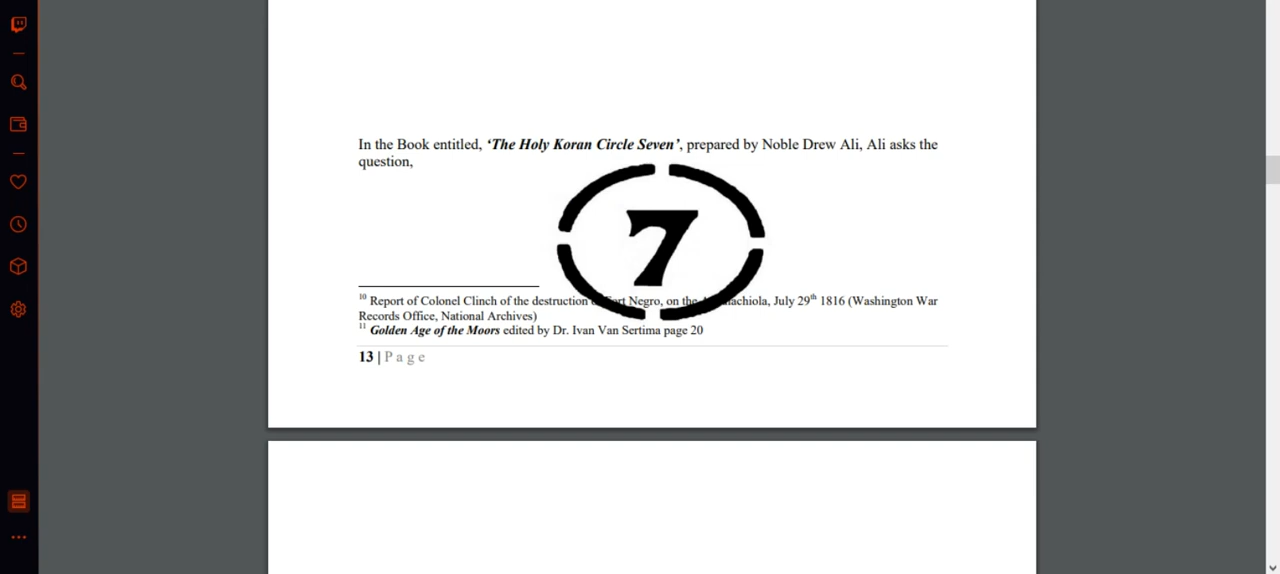 In the Book entitled, ‘The Holy Koran Circle Seven’, prepared by Noble Drew Ali, Ali asks the
question,
7
10 Report of Colonel Clinch of the destruction Fort Negro, on the July 29th 1816 (Washington War
Records Office, National Archives)
11 Golden Age of the Moors edited by Dr. Ivan Van Sertima page 20
13 | P a g e